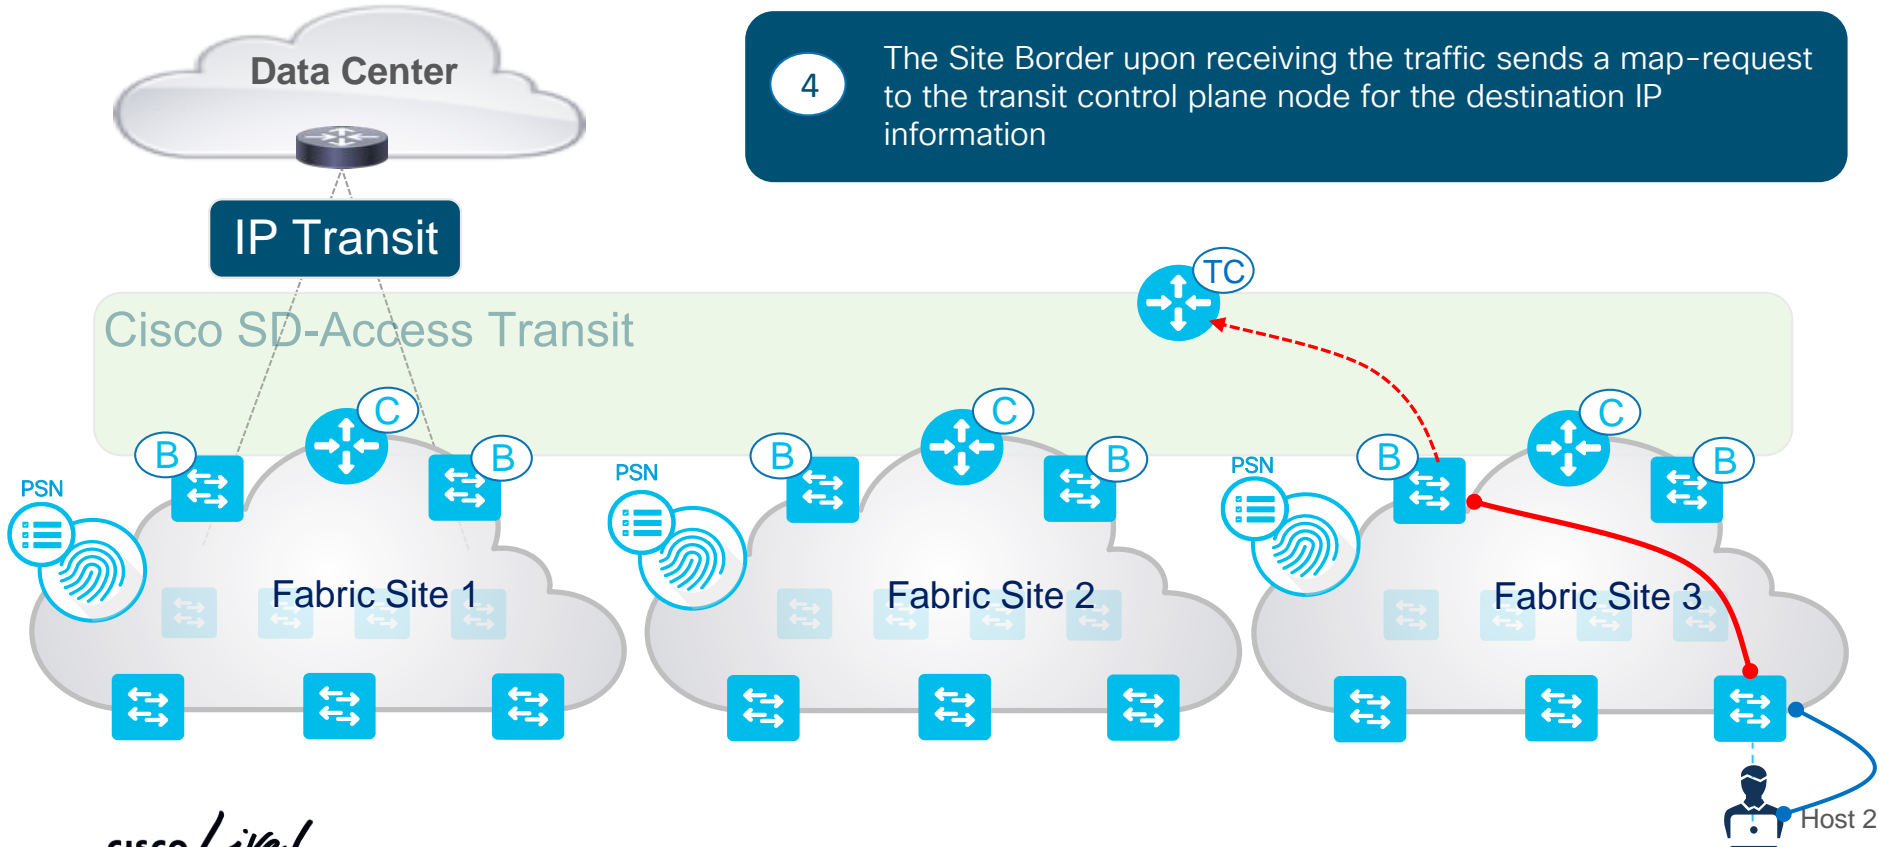 Data Center
4
The Site Border upon receiving the traffic sends a map-request
to the transit control plane node for the destination IP
information
IP Transit
TC
Cisco SD-Access Transit
C
C
C
B
B
B
B
B
B
PSN
PSN
PSN
Fabric Site 1
Fabric Site 2
Fabric Site 3
Host 2
cisco Live!